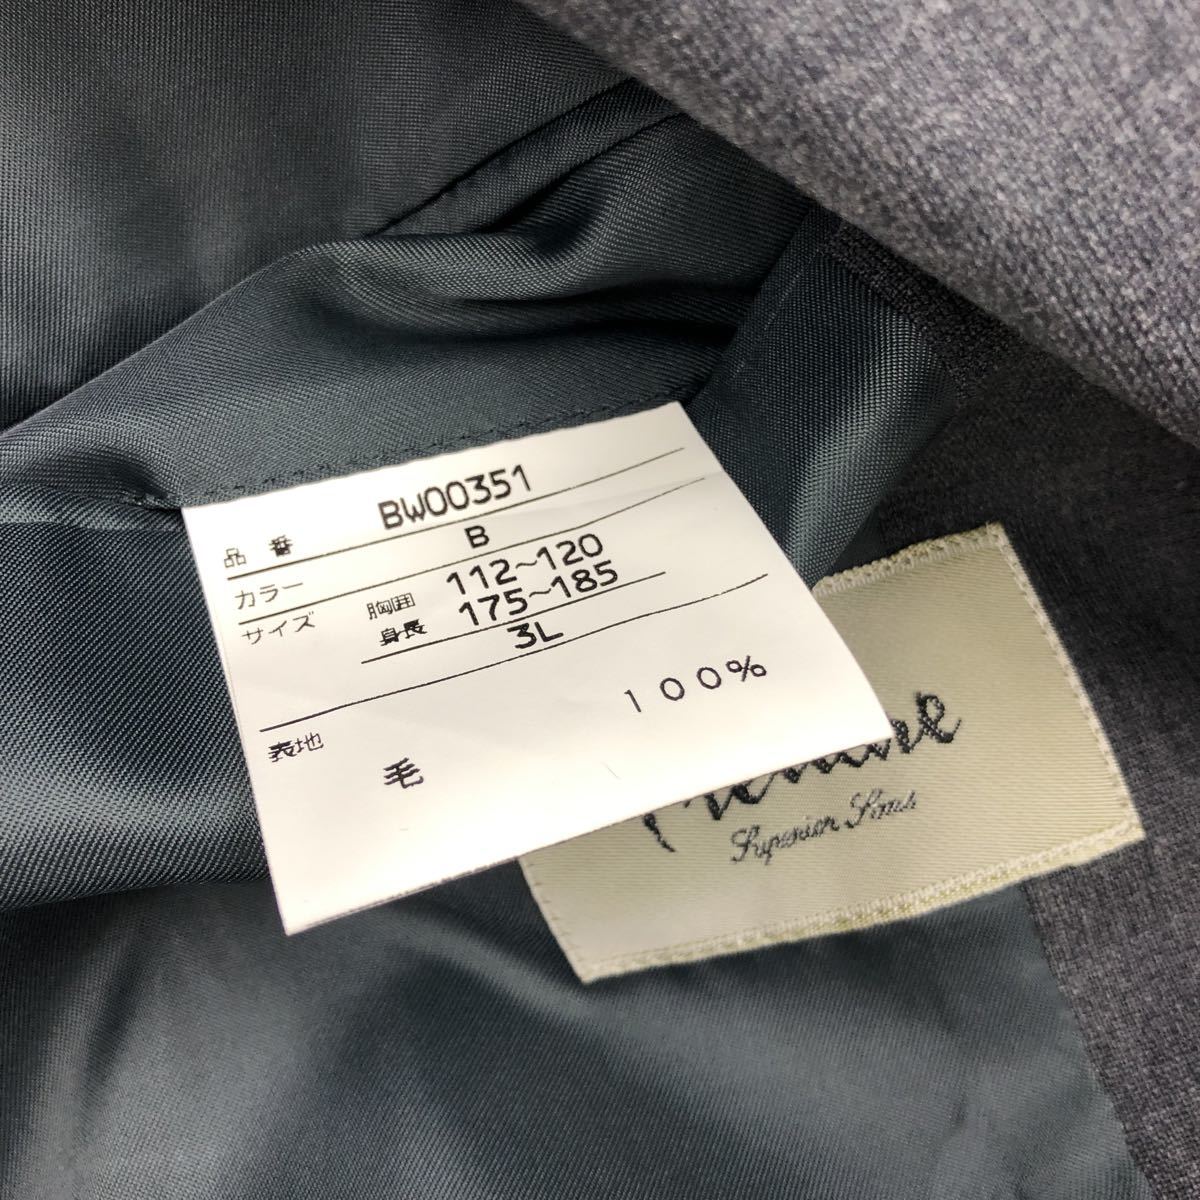 品番 BW00351
カラー B
サイズ 胸囲 112~120
身長 175~185
3L
表地
毛 100%
Superior Sons